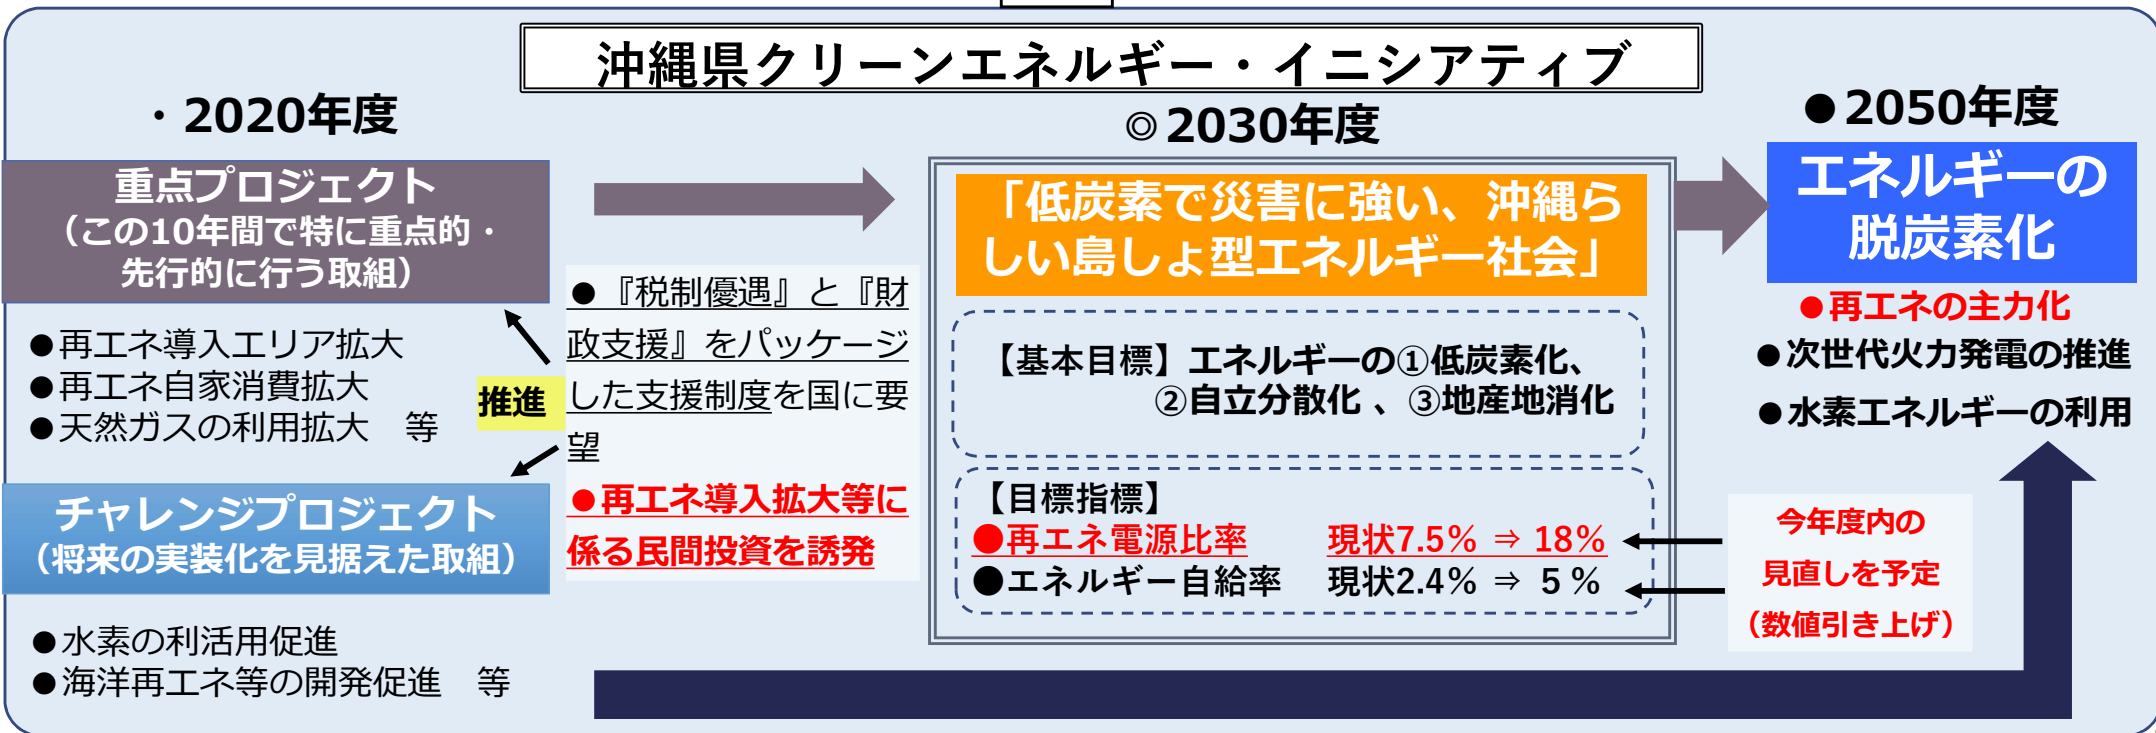 沖縄県クリーンエネルギー・イニシアティブ
・2020年度
重点プロジェクト
（この10年間で特に重点的・
先行的に行う取組）
●再エネ導入エリア拡大
●再エネ自家消費拡大
●天然ガスの利用拡大　等
チャレンジプロジェクト
（将来の実装化を見据えた取組）
●水素の利活用促進
●海洋再エネ等の開発促進　等
推進
●『税制優遇』と『財
政支援』をパッケージ
した支援制度を国に要
望
●再エネ導入拡大等に
係る民間投資を誘発
◎2030年度
「低炭素で災害に強い、沖縄ら
しい島しょ型エネルギー社会」
【基本目標】エネルギーの①低炭素化、
②自立分散化 、③地産地消化
【目標指標】
●再エネ電源比率　現状7.5% ⇒ 18%
●エネルギー自給率　現状2.4% ⇒ 5 %
●2050年度
エネルギーの
脱炭素化
●再エネの主力化
●次世代火力発電の推進
●水素エネルギーの利用
今年度内の
見直しを予定
（数値引き上げ）